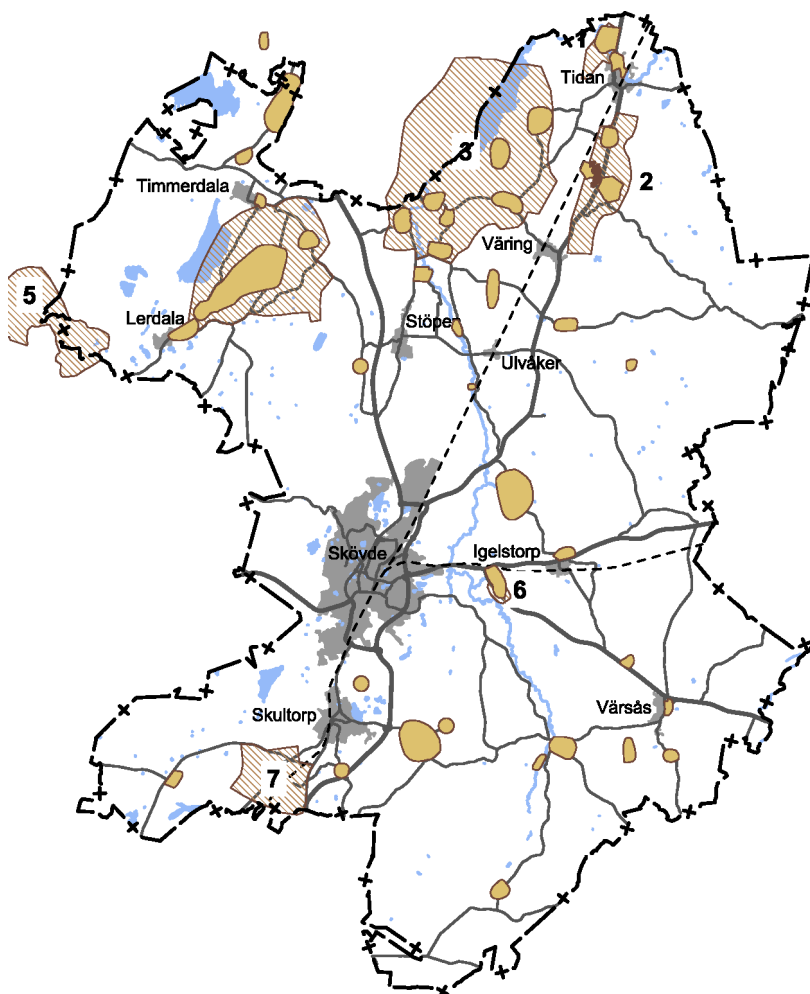 1
Tidan
3
2
Timmerdala
Väring
5
Lerdala
Stöpen
Ulvåker
Skövde
Igelstorp
6
Värsås
Skultorp
7